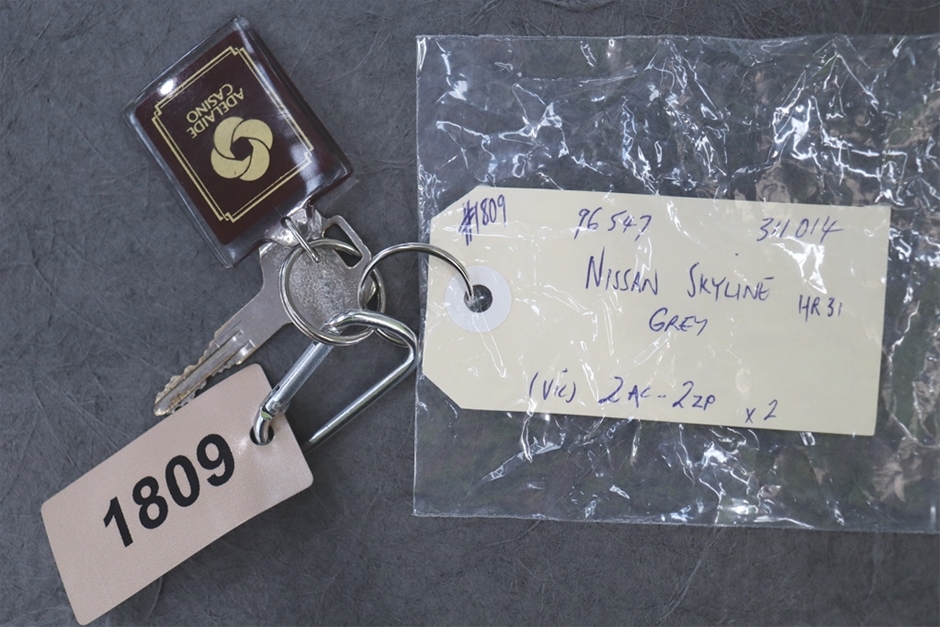 ADELAIDE
CASINO
1809
#1809 96547 311014
NISSAN SKYLINE HR31
GREY
(VIC) 2AC-2ZP x2